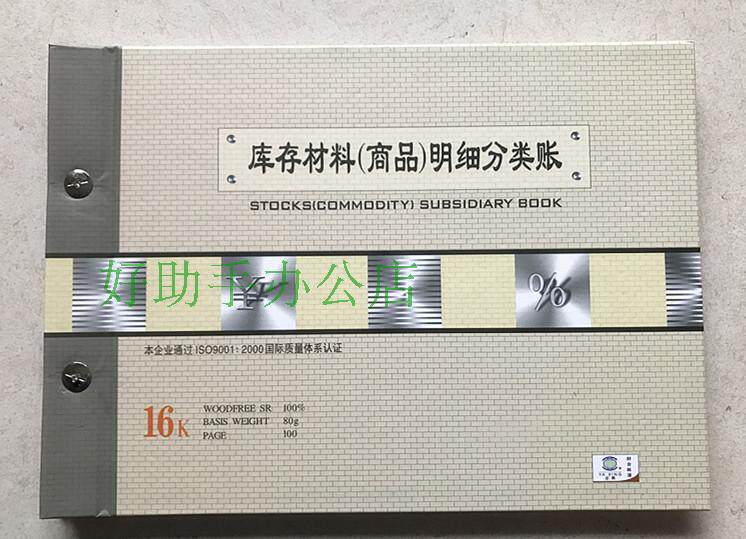 库存材料(商品)明细分类账
STOCKS(COMMODITY) SUBSIDIARY BOOK
好助手办公店
%
本企业通过ISO9001:2000国际质量体系认证
16K
WOODFREE SR 100%
BASIS WEIGHT 80g
PAGE 100